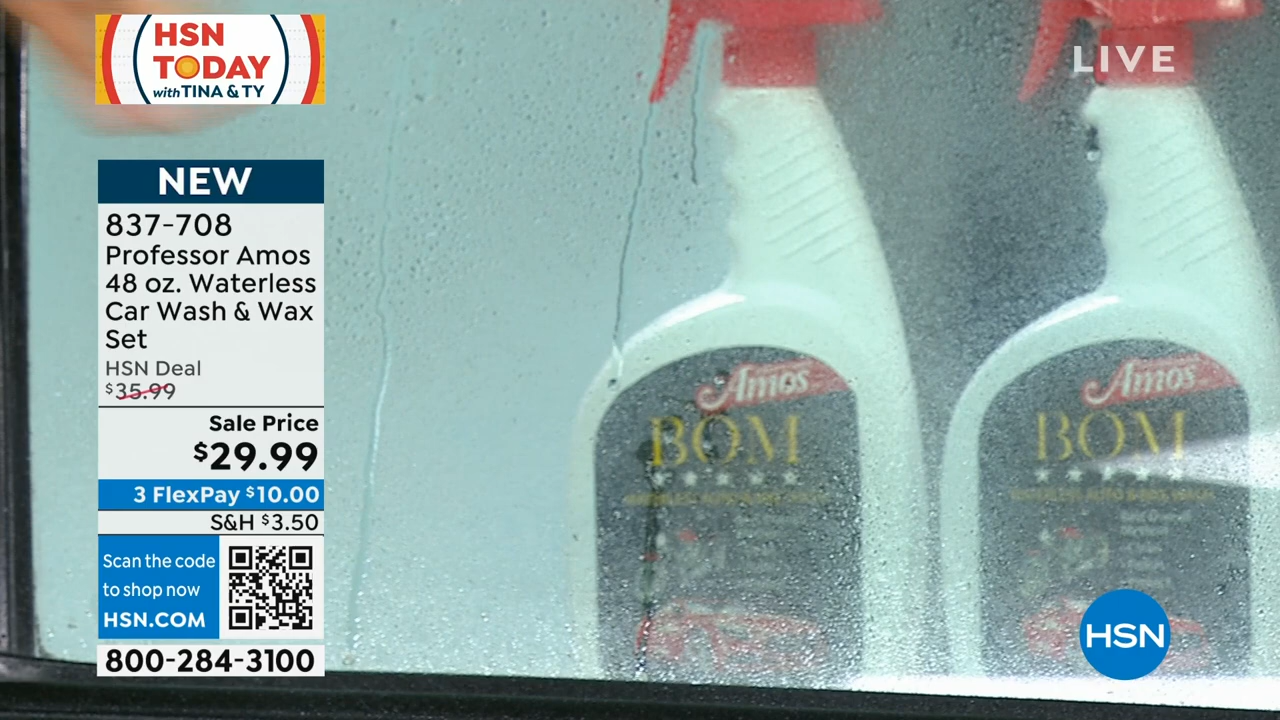 HSN
TODAY
with TINA & TY
LIVE
NEW
837-708
Professor Amos
48 oz. Waterless
Car Wash & Wax
Set
HSN Deal
$35.99
Sale Price
$29.99
3 FlexPay $10.00
S&H $3.50
Scan the code
to shop now
HSN.COM
800-284-3100
Amos
BOM
Amos
BOM
HSN